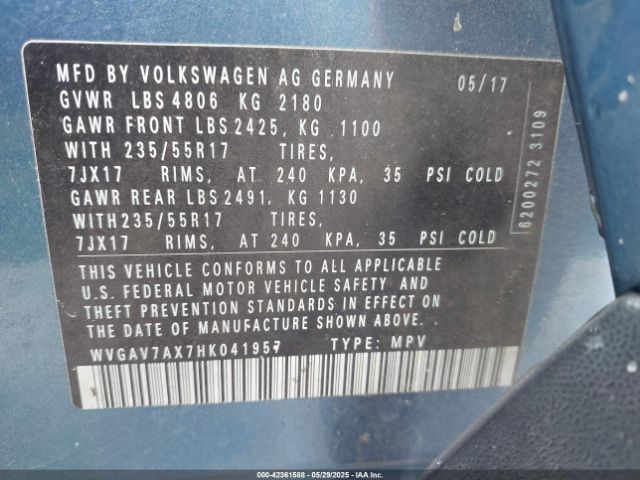 MFD BY VOLKSWAGEN AG GERMANY 05/17
GVWR LBS 4806 KG 2180
GAWR FRONT LBS 2425, KG 1100
WITH 235/55R17 TIRES,
7JX17 RIMS, AT 240 KPA, 35 PSI COLD
GAWR REAR LBS 2491, KG 1130
WITH235/55R17 TIRES,
7JX17 RIMS, AT 240 KPA, 35 PSI COLD
THIS VEHICLE CONFORMS TO ALL APPLICABLE
U.S. FEDERAL MOTOR VEHICLE SAFETY AND
THEFT PREVENTION STANDARDS IN EFFECT ON
THE DATE OF MANUFACTURE SHOWN ABOVE.
WVGAV7AX7HK041957 TYPE: MPV
6200272 3109
000-42361588 05/29/2025 IAAI.COM